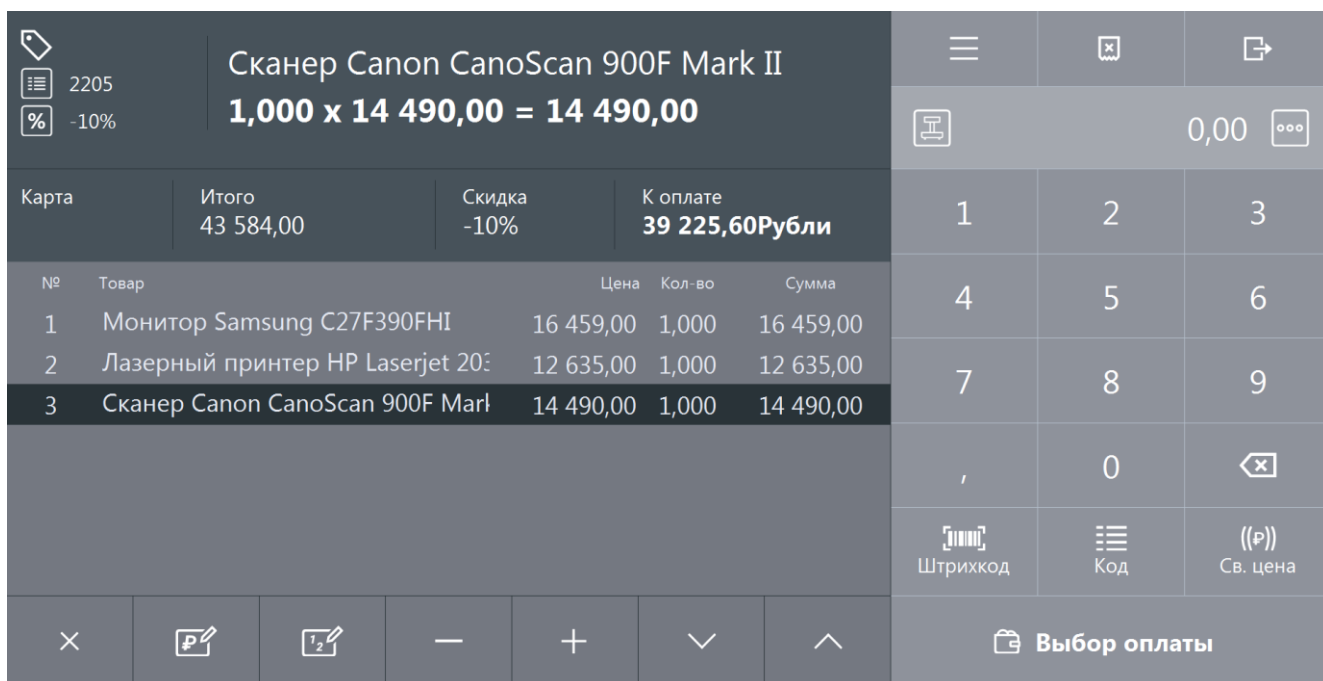 2205
% -10%
Сканер Canon CanoScan 900F Mark II
1,000 x 14 490,00 = 14 490,00
Карта Итого Скидка К оплате
43 584,00 -10% 39 225,60Рубли
№ Товар Цена Кол-во Сумма
1 Монитор Samsung C27F390FHI 16 459,00 1,000 16 459,00
2 Лазерный принтер HP Laserjet 203 12 635,00 1,000 12 635,00
3 Сканер Canon CanoScan 900F Mark 14 490,00 1,000 14 490,00
₽ 1,2
0,00
1 2 3
4 5 6
7 8 9
, 0
Штрихкод Код ((₽)) Св. цена
Выбор оплаты